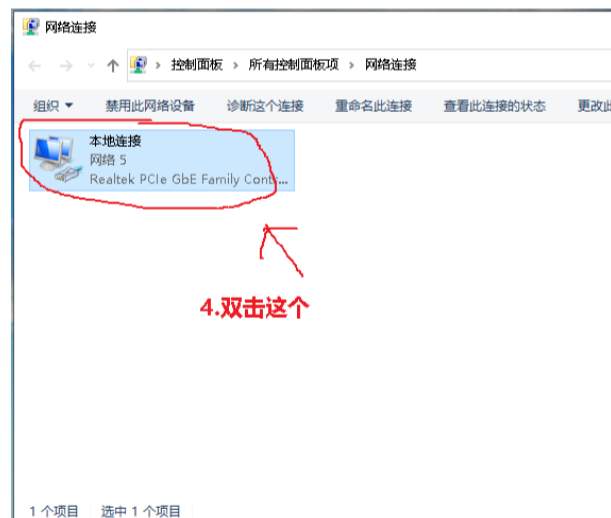 网络连接
控制面板 › 所有控制面板项 › 网络连接
组织 禁用此网络设备 诊断这个连接 重命名此连接 查看此连接的状态 更改此
本地连接
网络 5
Realtek PCIe GbE Family Contr...
4.双击这个
1 个项目 选中 1 个项目